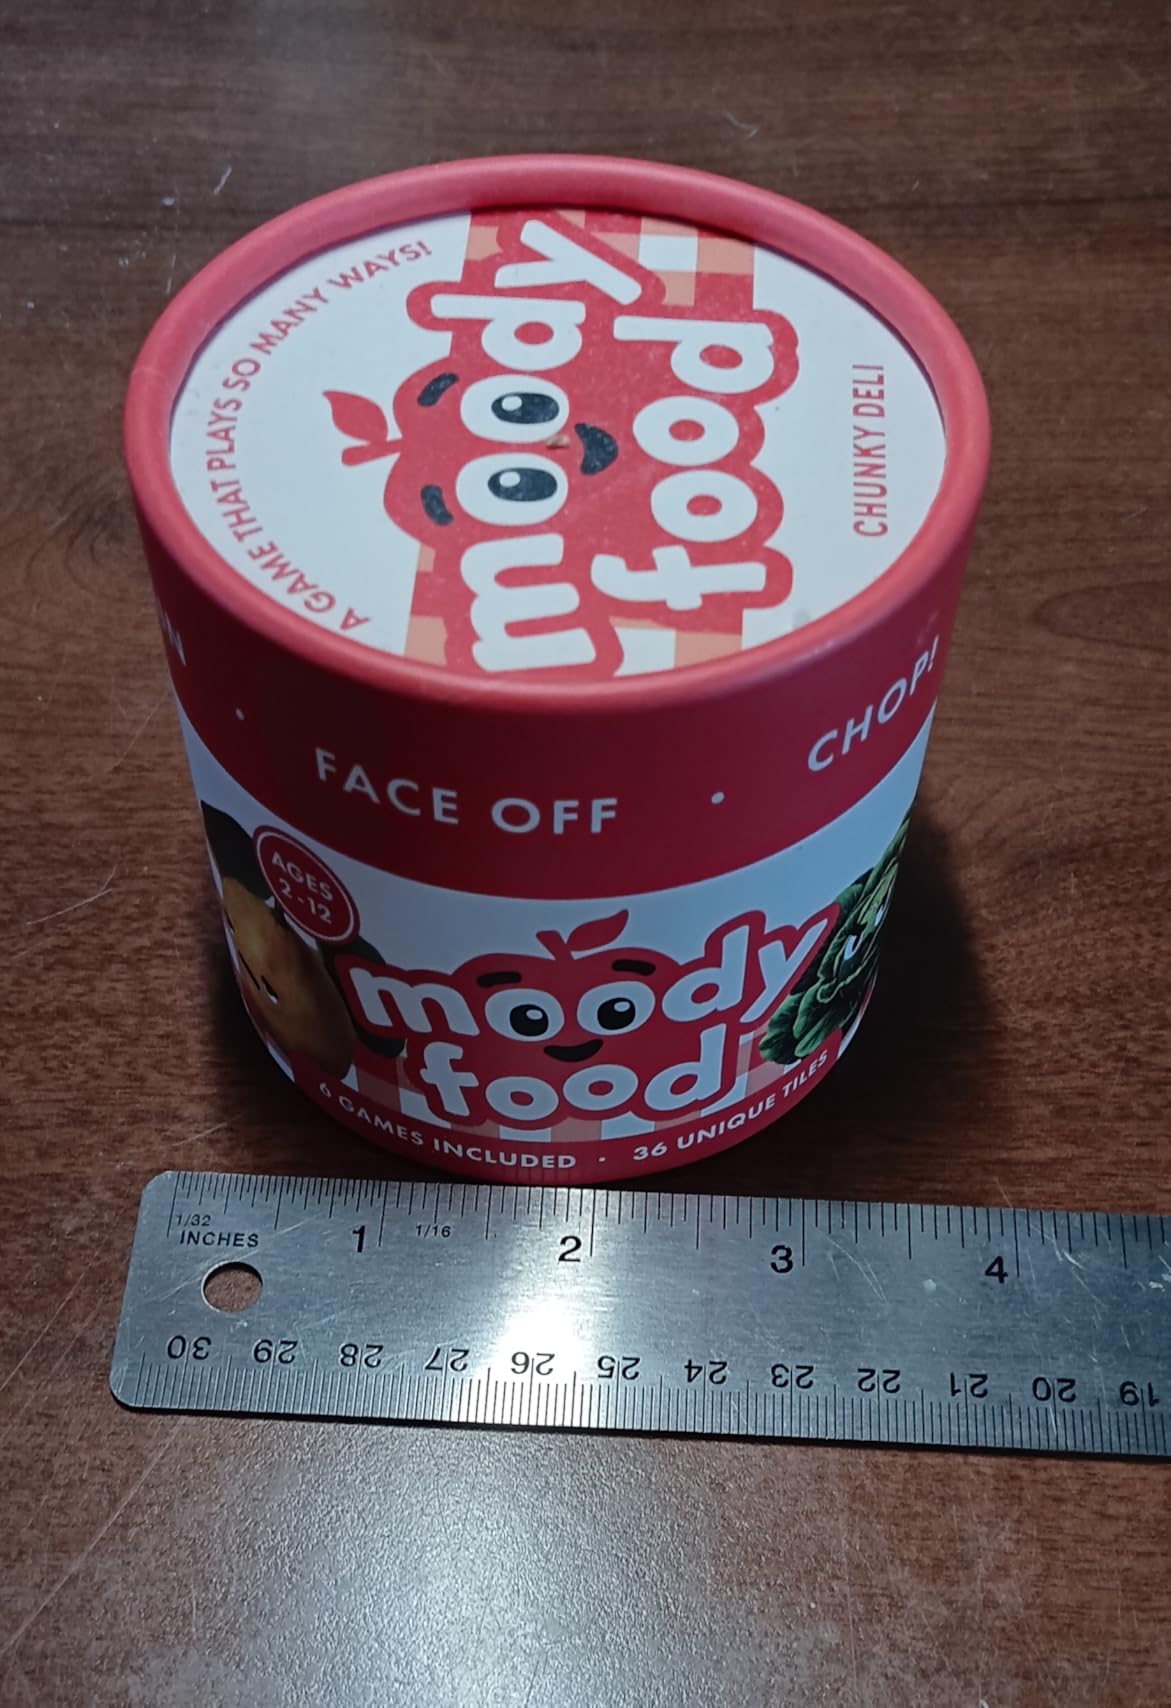 A GAME THAT PLAYS SO MANY WAYS!
moody
food
CHUNKY DELI
FACE OFF · CHOP!
AGES
2-12
moody
food
6 GAMES INCLUDED · 36 UNIQUE TILES
1/32
INCHES
1 1/16 2 3 4
30 29 28 27 26 25 24 23 22 21 20 19